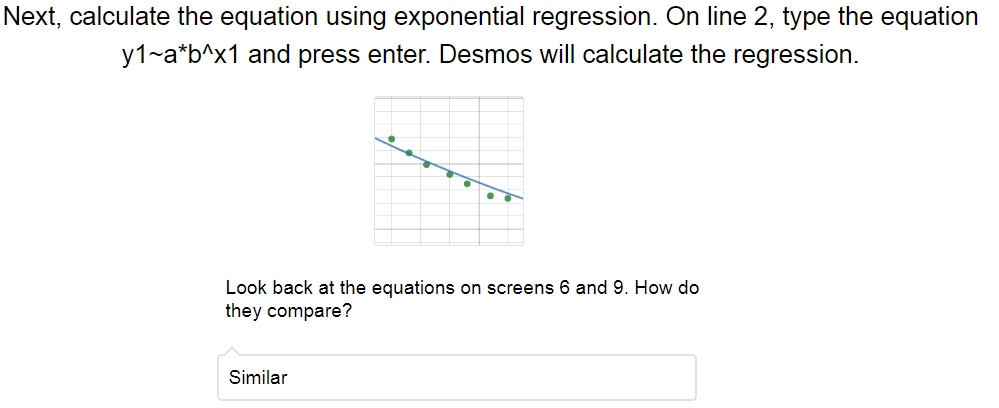 Next, calculate the equation using exponential regression. On line 2, type the equation
y1~a*b^x1 and press enter. Desmos will calculate the regression.
Look back at the equations on screens 6 and 9. How do
they compare?
Similar